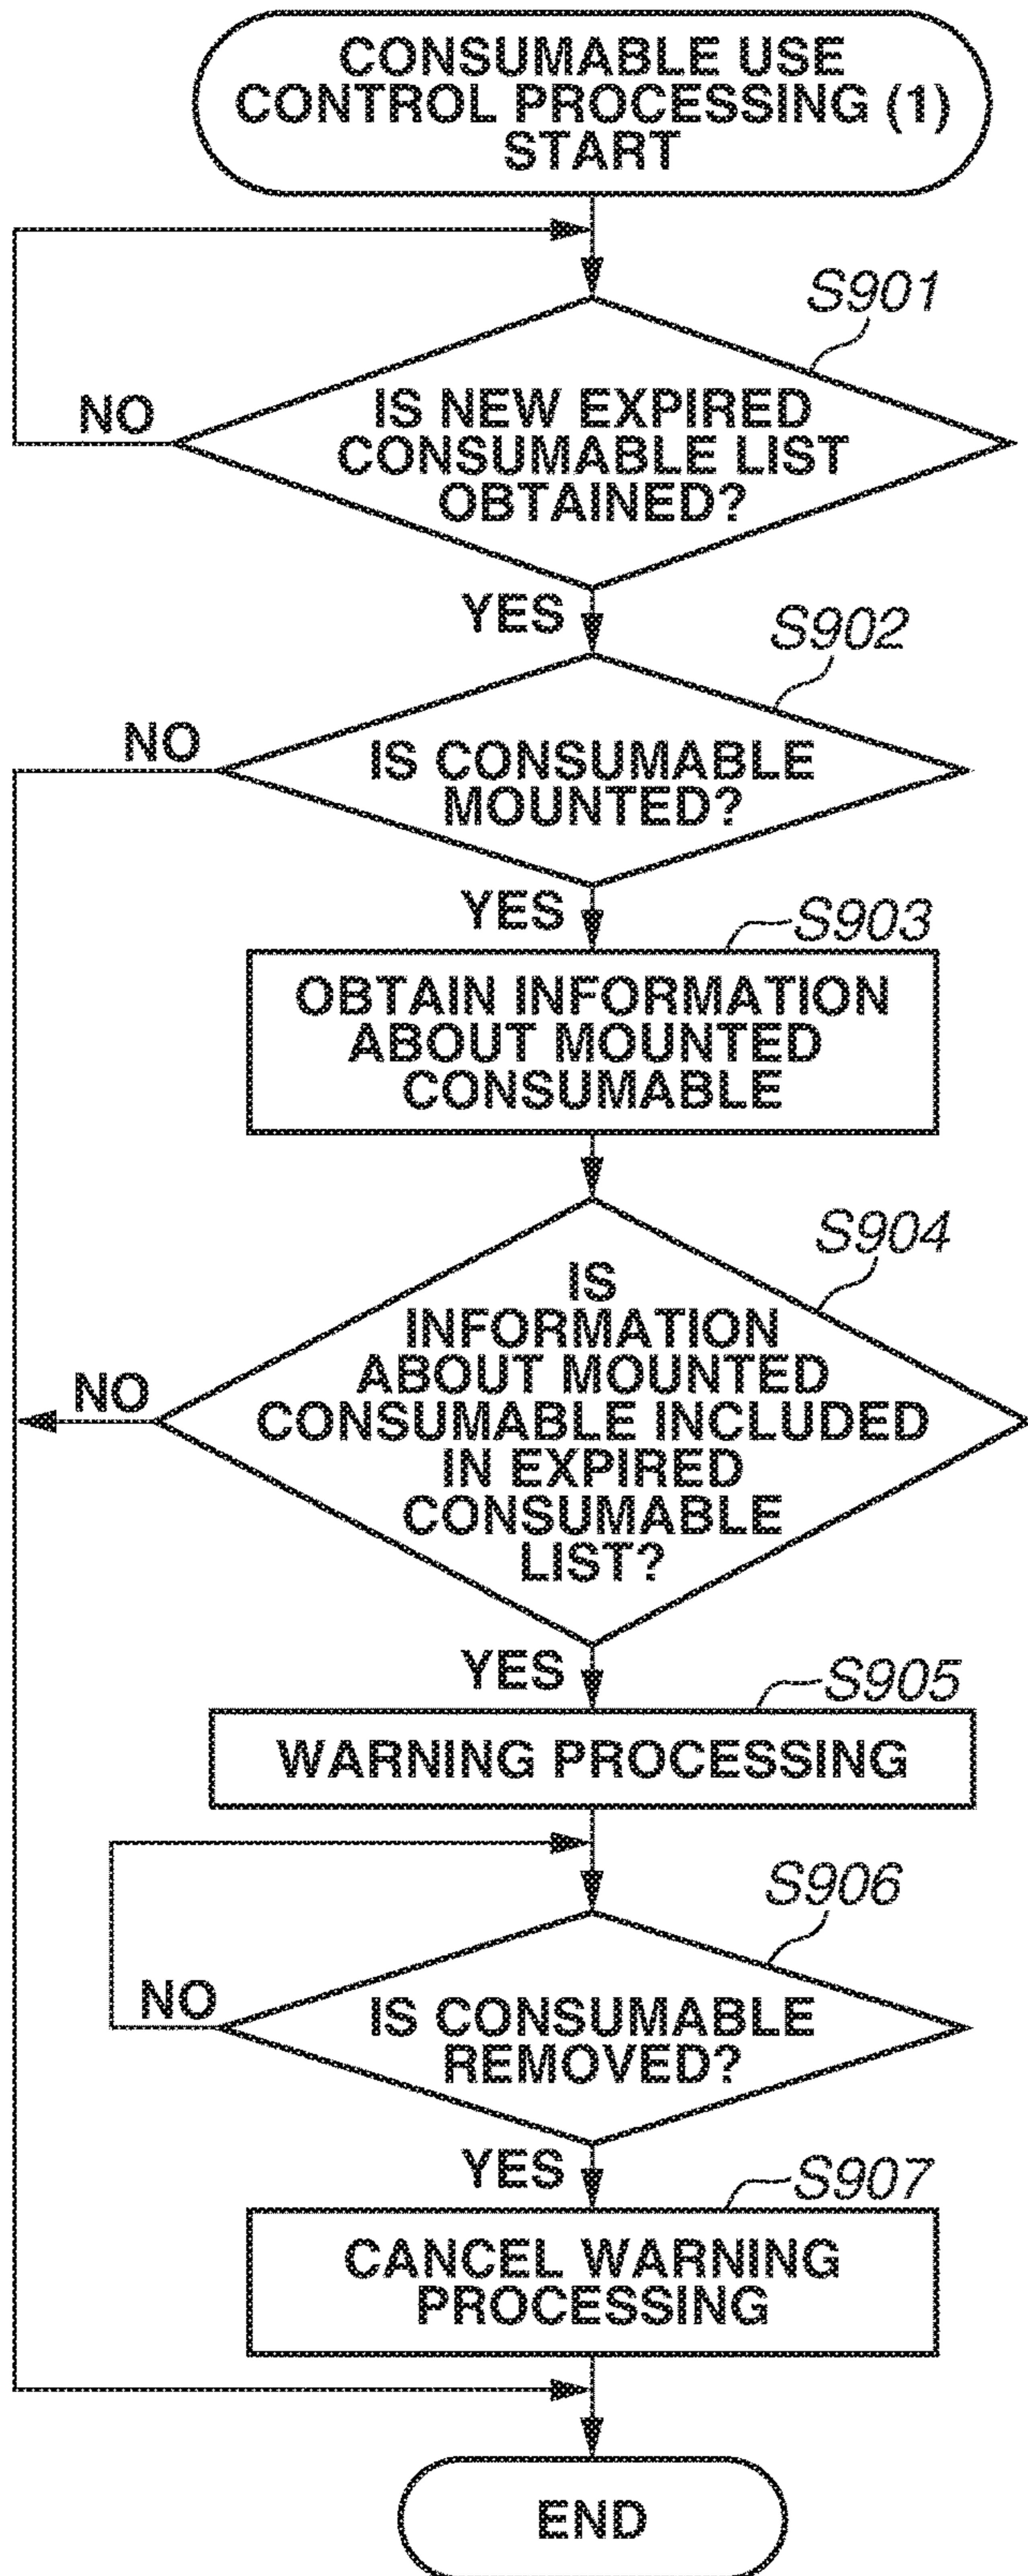 CONSUMABLE USE
CONTROL PROCESSING (1)
START
S901
NO
IS NEW EXPIRED
CONSUMABLE LIST
OBTAINED?
YES
S902
NO
IS CONSUMABLE
MOUNTED?
YES
S903
OBTAIN INFORMATION
ABOUT MOUNTED
CONSUMABLE
S904
IS
INFORMATION
ABOUT MOUNTED
NO
CONSUMABLE INCLUDED
IN EXPIRED
CONSUMABLE
LIST?
YES
S905
WARNING PROCESSING
S906
NO
IS CONSUMABLE
REMOVED?
YES
S907
CANCEL WARNING
PROCESSING
END